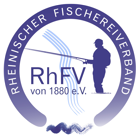 RHEINISCHER FISCHEREIVERBAND
RhFV
von 1880 e.V.